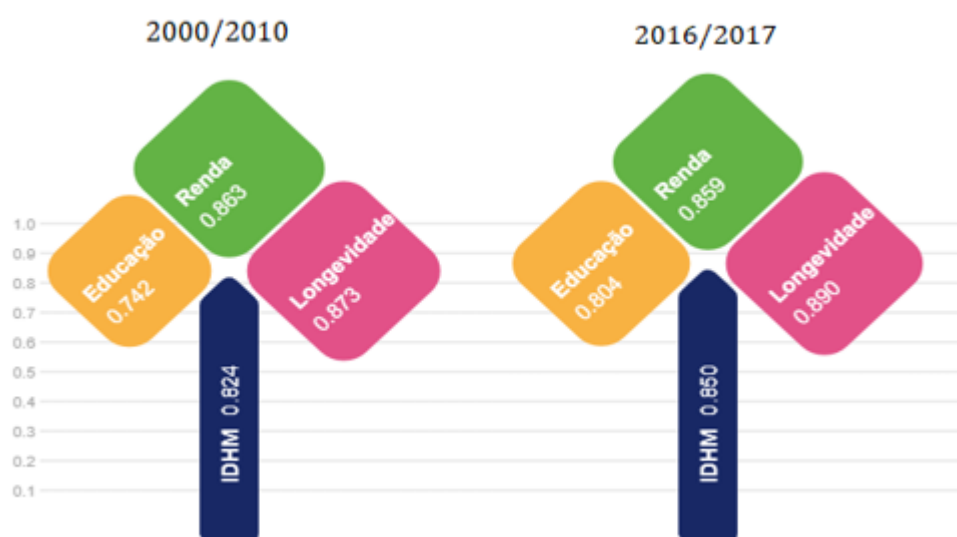 2000/2010
2016/2017
Renda
0.863
Educação
0.742
Longevidade
0.873
IDHM 0.824
Renda
0.859
Educação
0.804
Longevidade
0.890
IDHM 0.850
1.0
0.9
0.8
0.7
0.6
0.5
0.4
0.3
0.2
0.1